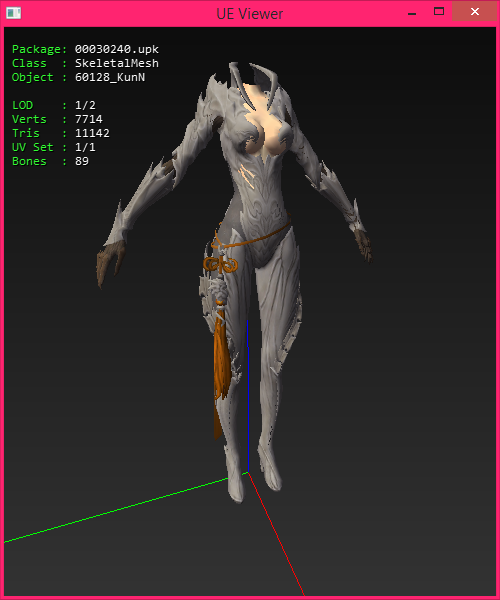 UE Viewer
Package: 00030240.upk
Class : SkeletalMesh
Object : 60128_KunN
LOD : 1/2
Verts : 7714
Tris : 11142
UV Set : 1/1
Bones : 89